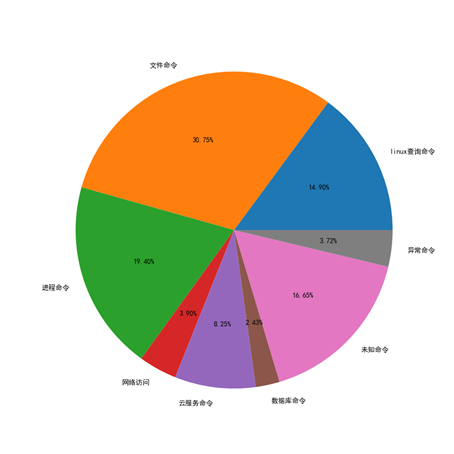 文件命令
30.75%
linux查询命令
14.90%
19.40%
进程命令
3.72%
异常命令
16.65%
3.90%
8.25%
2.43%
未知命令
网络访问
云服务命令
数据库命令